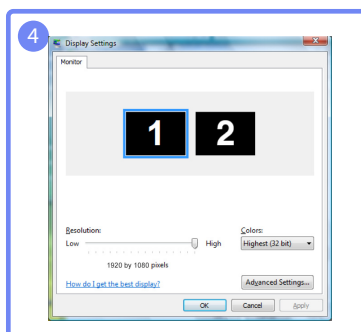 4
Display Settings
Monitor
1 2
Resolution: Colors:
Low High Highest (32 bit)
1920 by 1080 pixels
How do I get the best display? Advanced Settings...
OK Cancel Apply